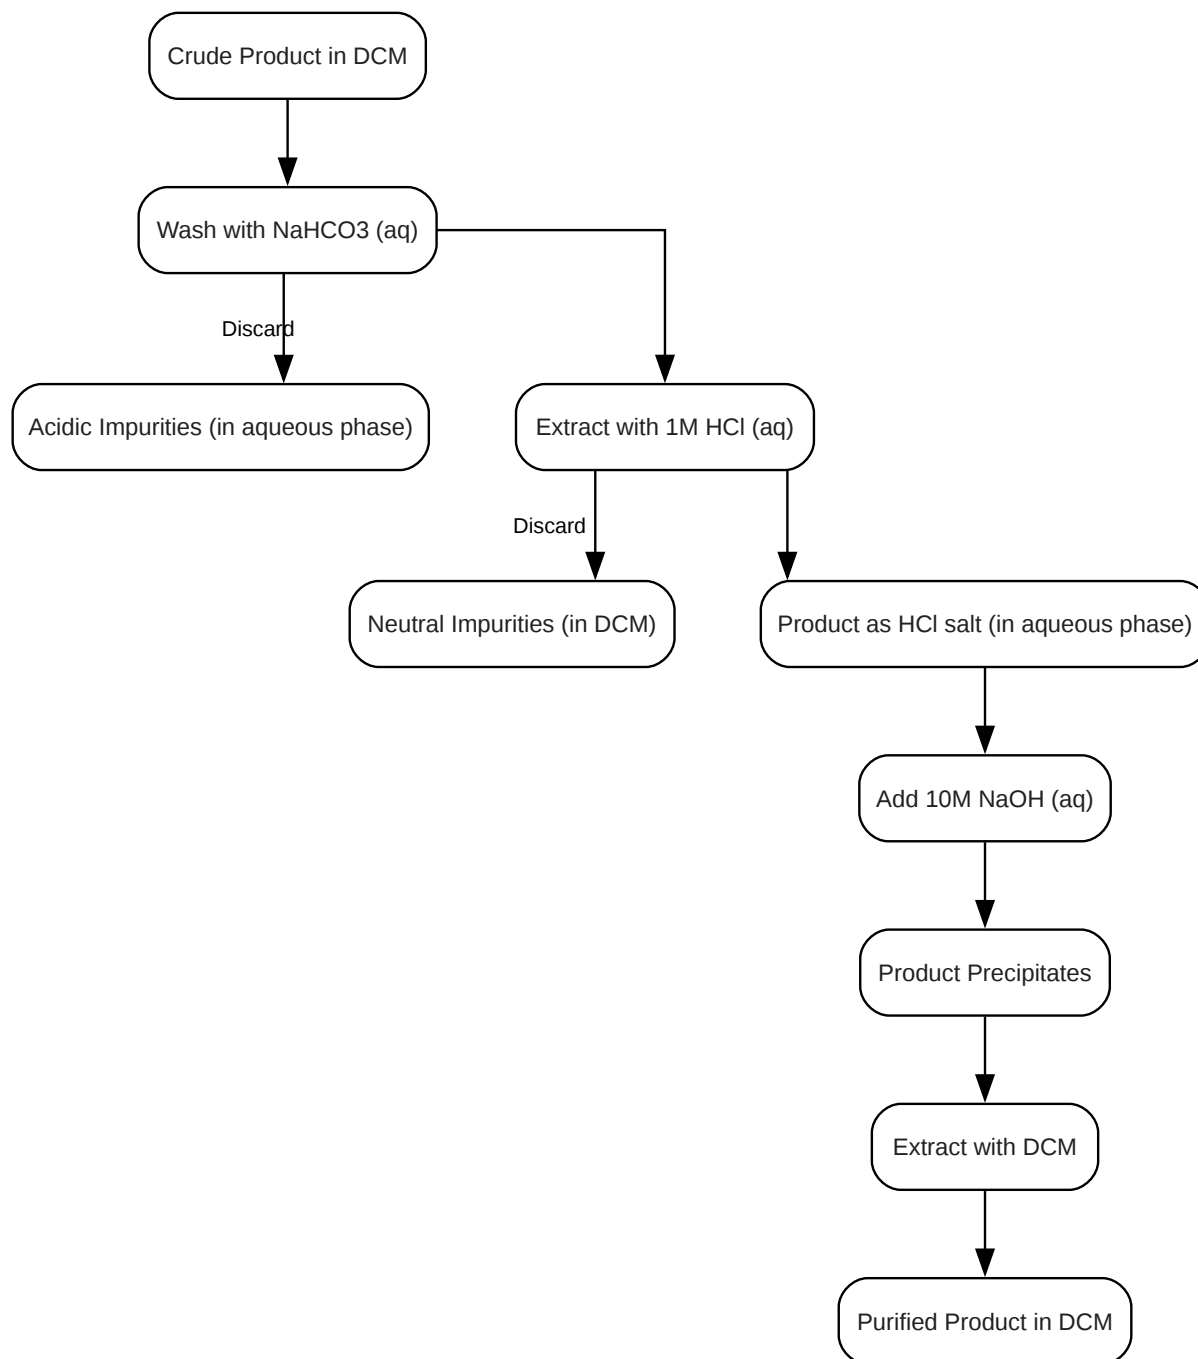 Crude Product in DCM
Wash with NaHCO3 (aq)
Discard
Acidic Impurities (in aqueous phase)
Extract with 1M HCl (aq)
Discard
Neutral Impurities (in DCM)
Product as HCl salt (in aqueous phase)
Add 10M NaOH (aq)
Product Precipitates
Extract with DCM
Purified Product in DCM